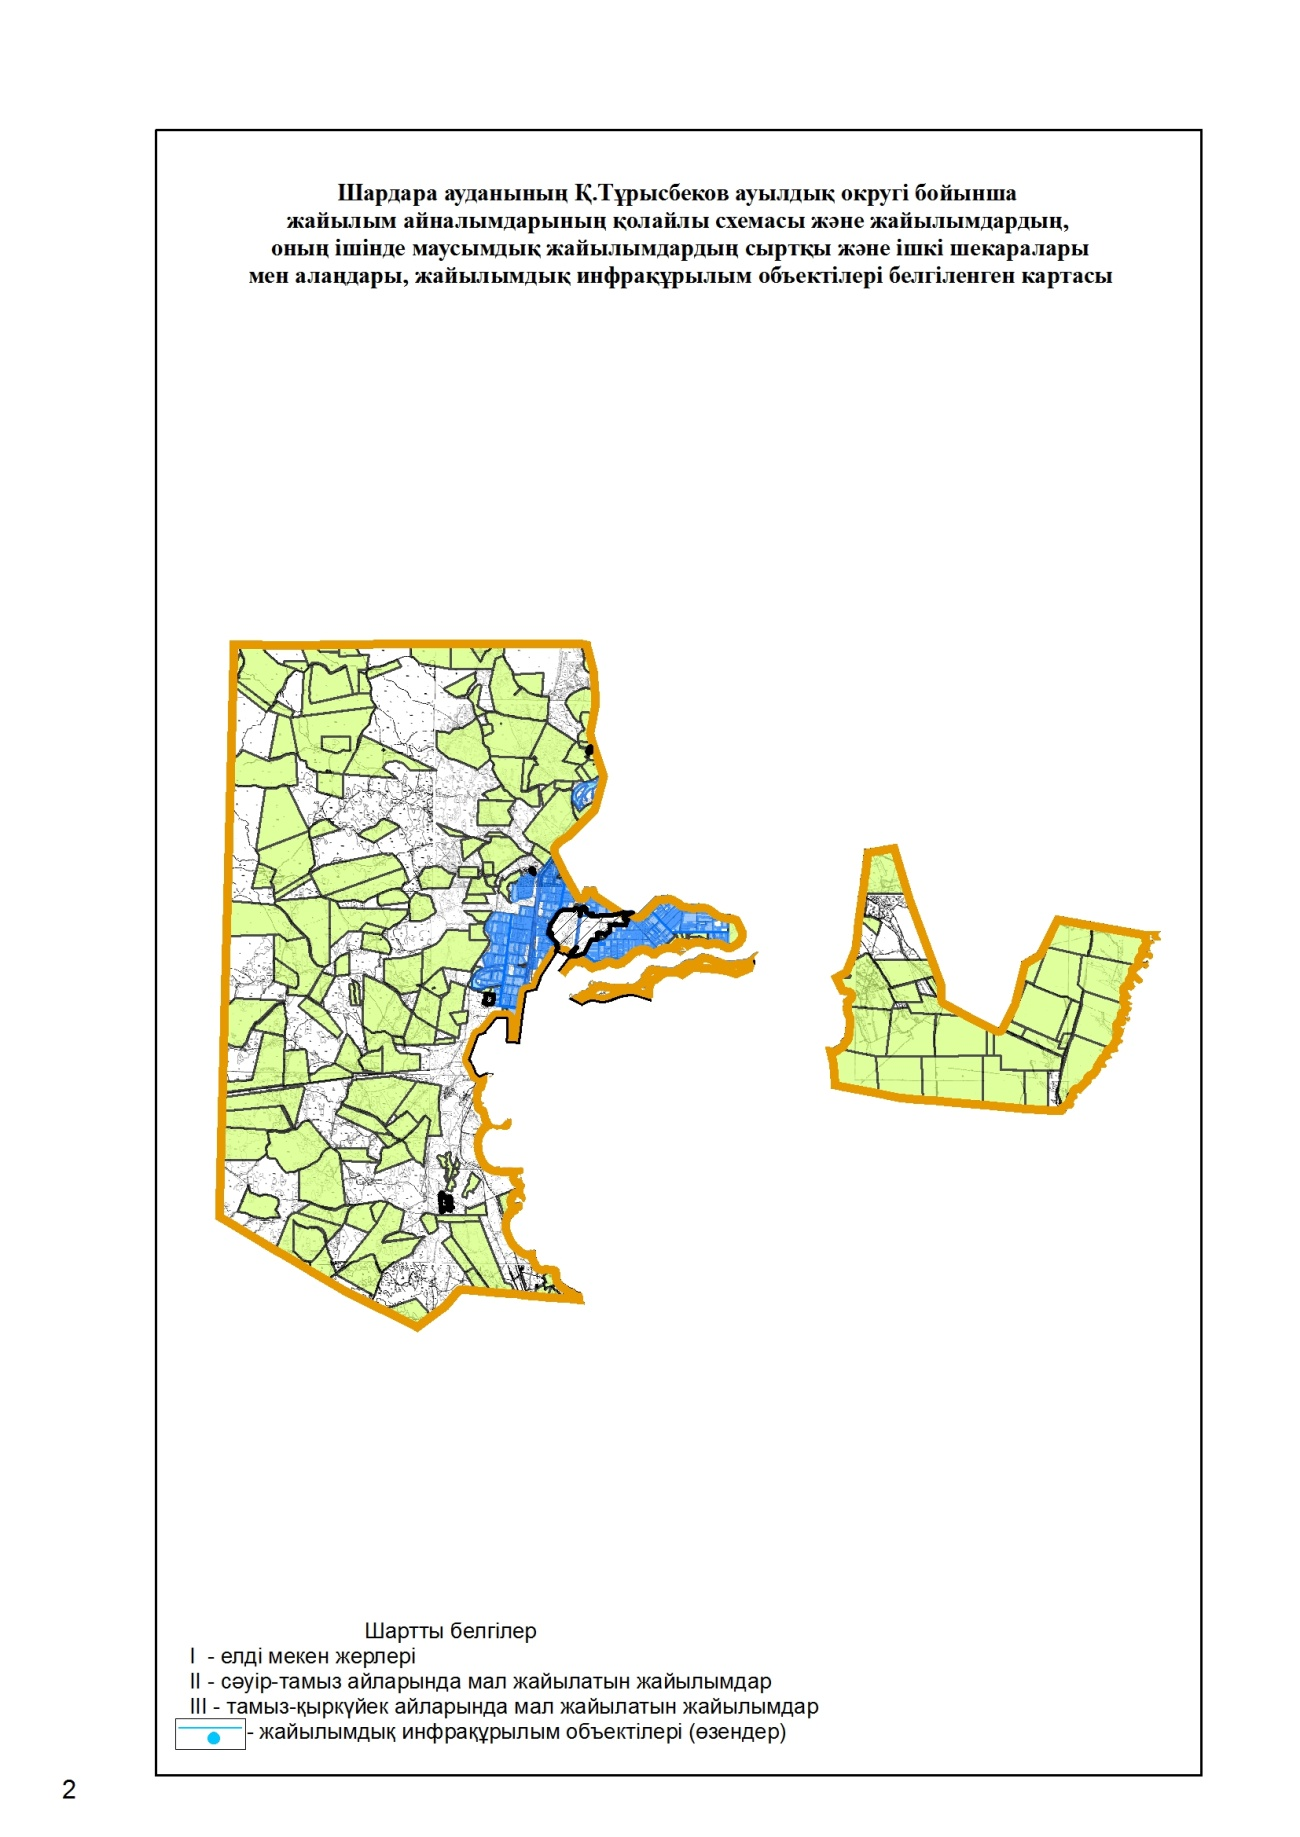 Шардара ауданының Қ.Тұрысбеков ауылдық округі бойынша
жайылым айналымдарының қолайлы схемасы және жайылымдардың,
оның ішінде маусымдық жайылымдардың сыртқы және ішкі шекаралары
мен алаңдары, жайылымдық инфрақұрылым объектілері белгіленген картасы
Шартты белгілер
I - елді мекен жерлері
II - сәуір-тамыз айларында мал жайылатын жайылымдар
III - тамыз-қыркүйек айларында мал жайылатын жайылымдар
- жайылымдық инфрақұрылым объектілері (өзендер)
2